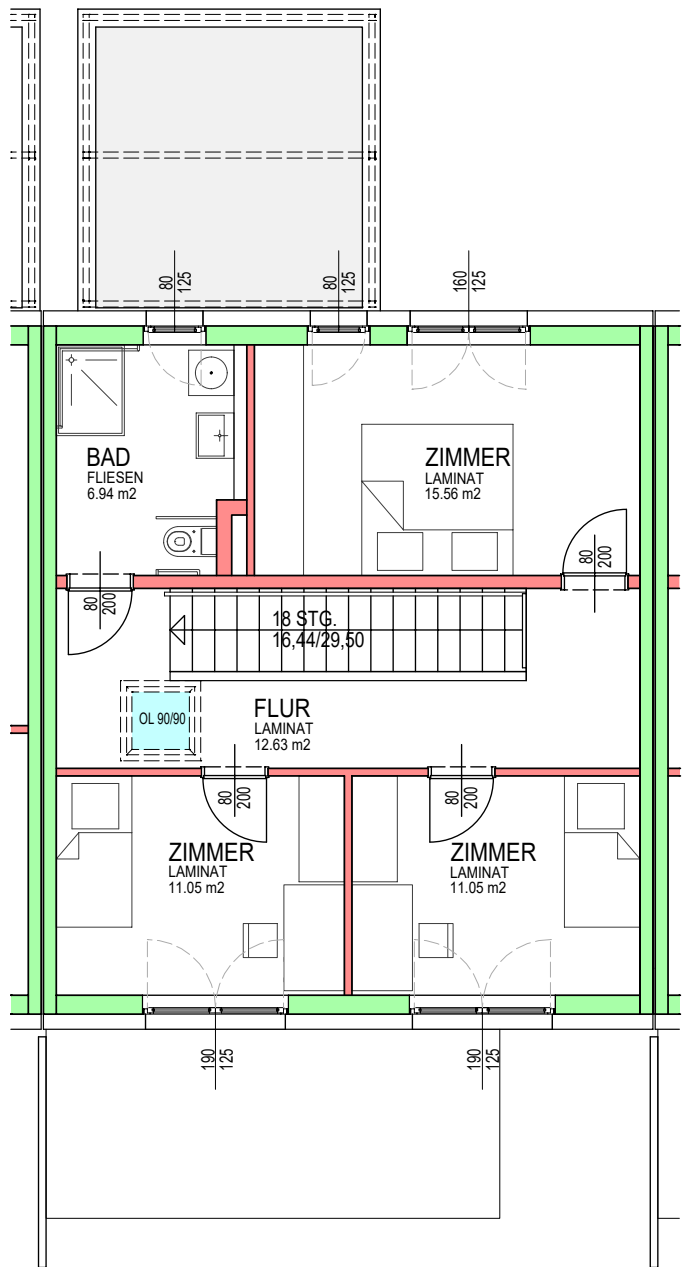 80
125
80
125
160
125
BAD
FLIESEN
6.94 m2
ZIMMER
LAMINAT
15.56 m2
80
200
80
200
18 STG.
16,44/29,50
OL 90/90
FLUR
LAMINAT
12.63 m2
80
200
80
200
ZIMMER
LAMINAT
11.05 m2
ZIMMER
LAMINAT
11.05 m2
190
125
190
125